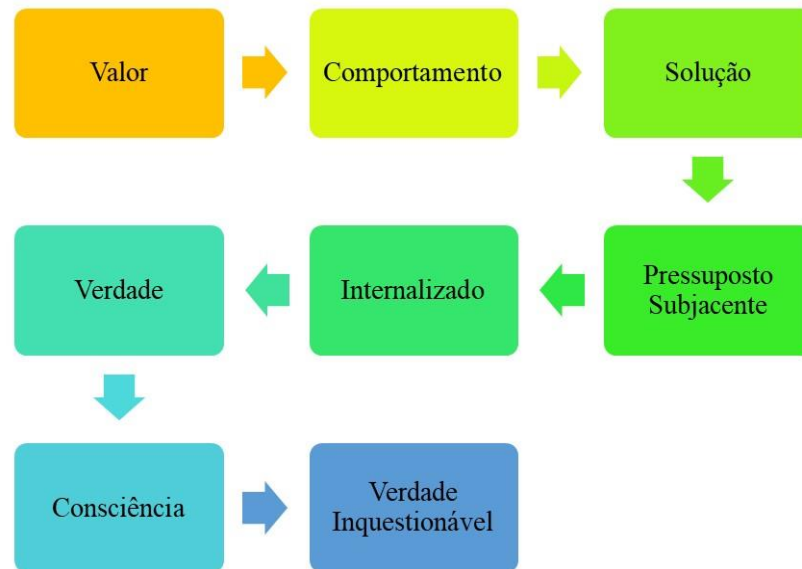 Valor
Comportamento
Solução
Pressuposto
Subjacente
Internalizado
Verdade
Consciência
Verdade
Inquestionável